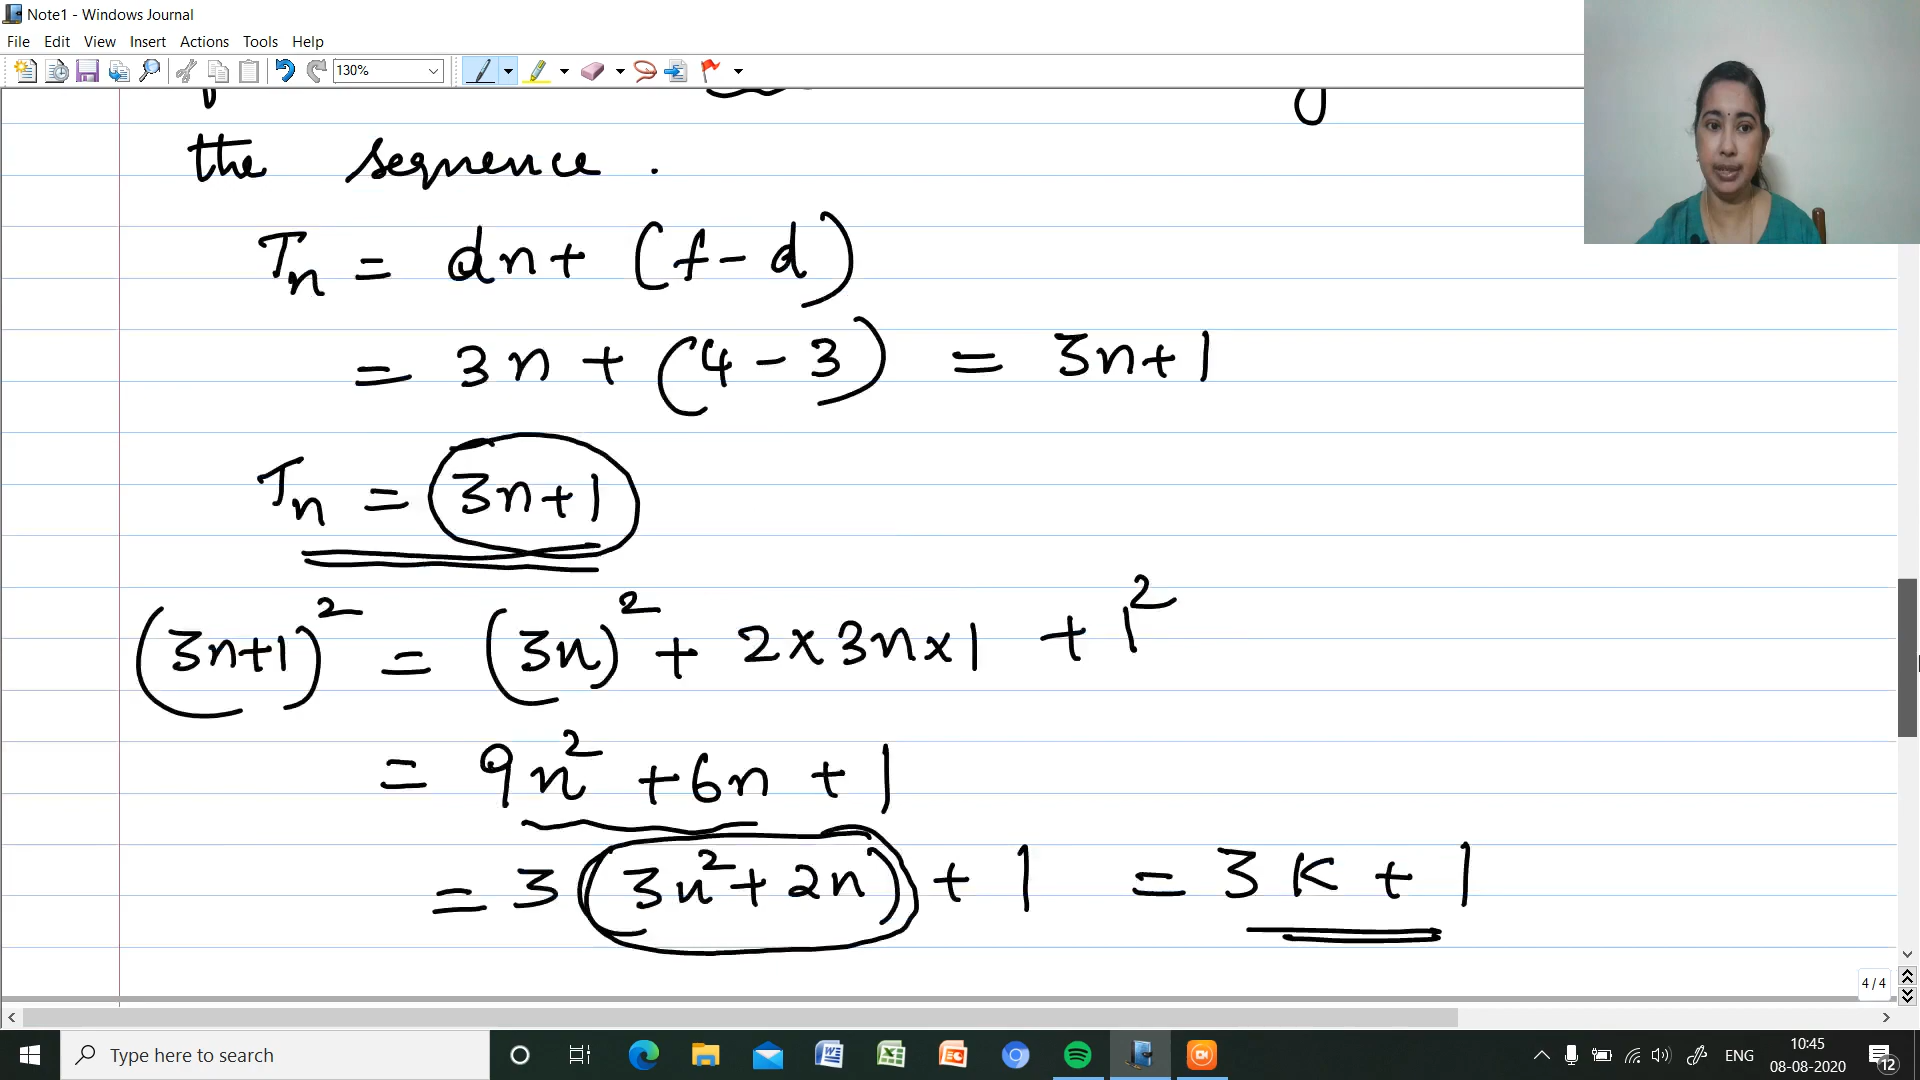 Note1 - Windows Journal
File Edit View Insert Actions Tools Help
130%
the sequence .
Tn = dn + (f - d)
= 3n + (4 - 3) = 3n+1
Tn = 3n+1
(3n+1)² = (3n)² + 2 × 3n × 1 + 1²
= 9n² + 6n + 1
= 3 (3n² + 2n) + 1 = 3K + 1
4 / 4
Type here to search
ENG
10:45
08-08-2020
12